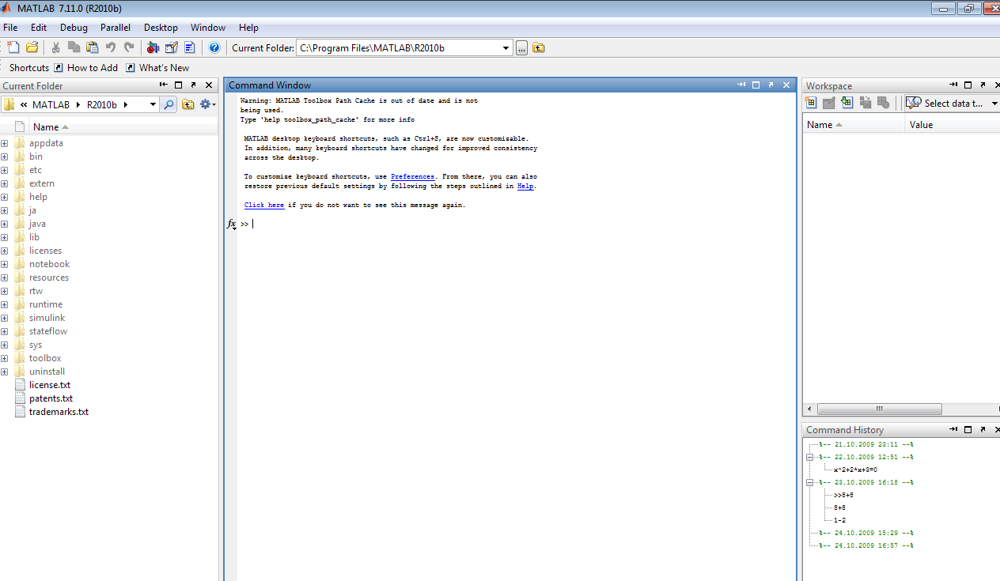 MATLAB 7.11.0 (R2010b)
File Edit Debug Parallel Desktop Window Help
Current Folder: C:\Program Files\MATLAB\R2010b ...
Shortcuts How to Add What's New
Current Folder
« MATLAB R2010b
Name
appdata
bin
etc
extern
help
ja
java
lib
licenses
notebook
resources
rtw
runtime
simulink
stateflow
sys
toolbox
uninstall
license.txt
patents.txt
trademarks.txt
Command Window
Warning: MATLAB Toolbox Path Cache is out of date and is not
being used.
Type 'help toolbox_path_cache' for more info
MATLAB desktop keyboard shortcuts, such as Ctrl+S, are now customizable.
In addition, many keyboard shortcuts have changed for improved consistency
across the desktop.
To customize keyboard shortcuts, use Preferences. From there, you can also
restore previous default settings by following the steps outlined in Help.
Click here if you do not want to see this message again.
fx >>
Workspace
Select data t...
Name Value
Command History
%-- 21.10.2009 23:11 --%
%-- 22.10.2009 12:51 --%
x^2+2*x+3=0
%-- 23.10.2009 16:18 --%
>>8+8
8+8
1-2
%-- 24.10.2009 15:29 --%
%-- 24.10.2009 16:57 --%